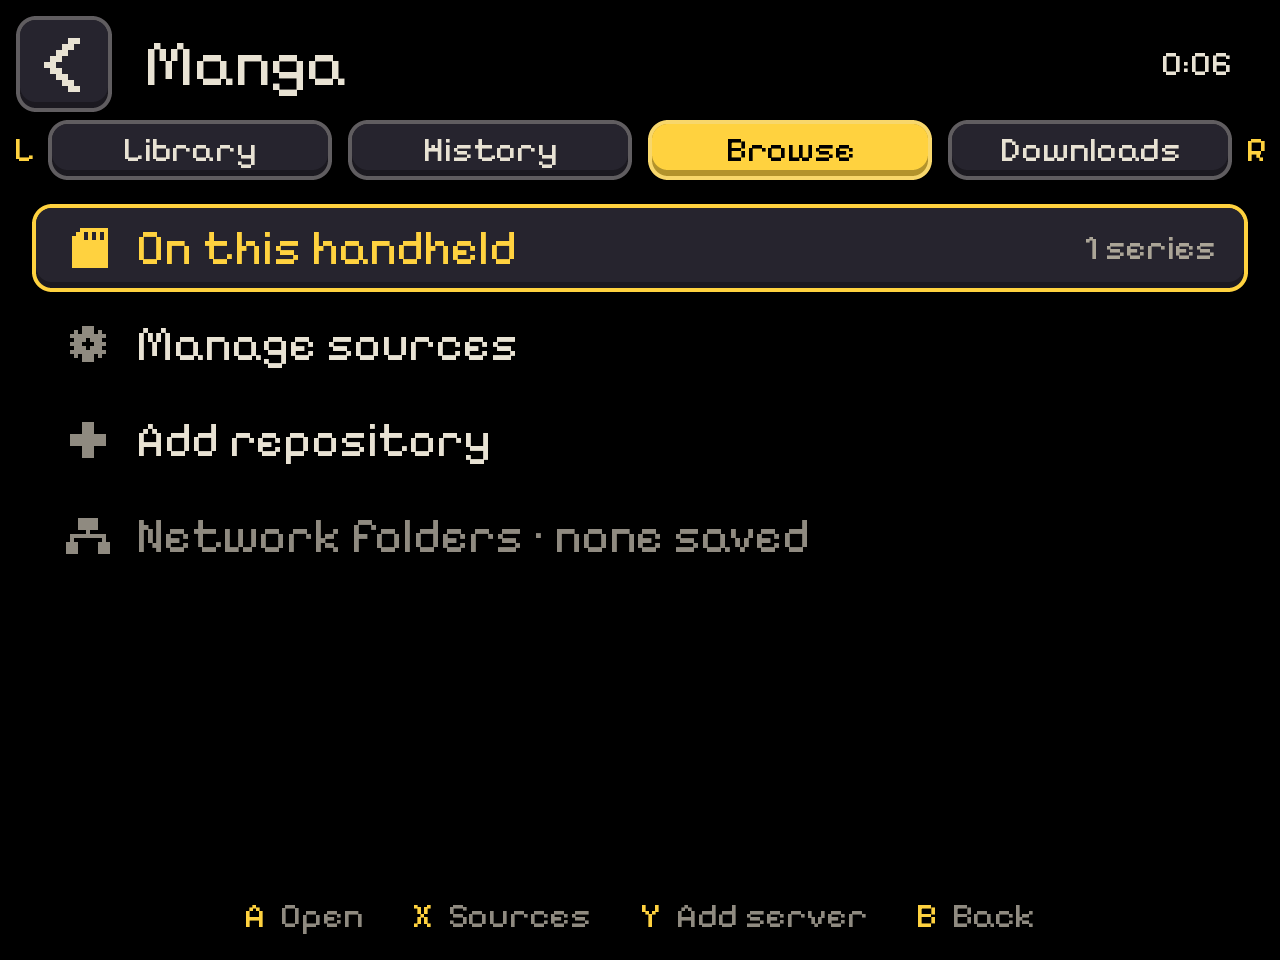 Manga
0:06
L Library History Browse Downloads R
On this handheld 1 series
Manage sources
Add repository
Network folders · none saved
A Open X Sources Y Add server B Back